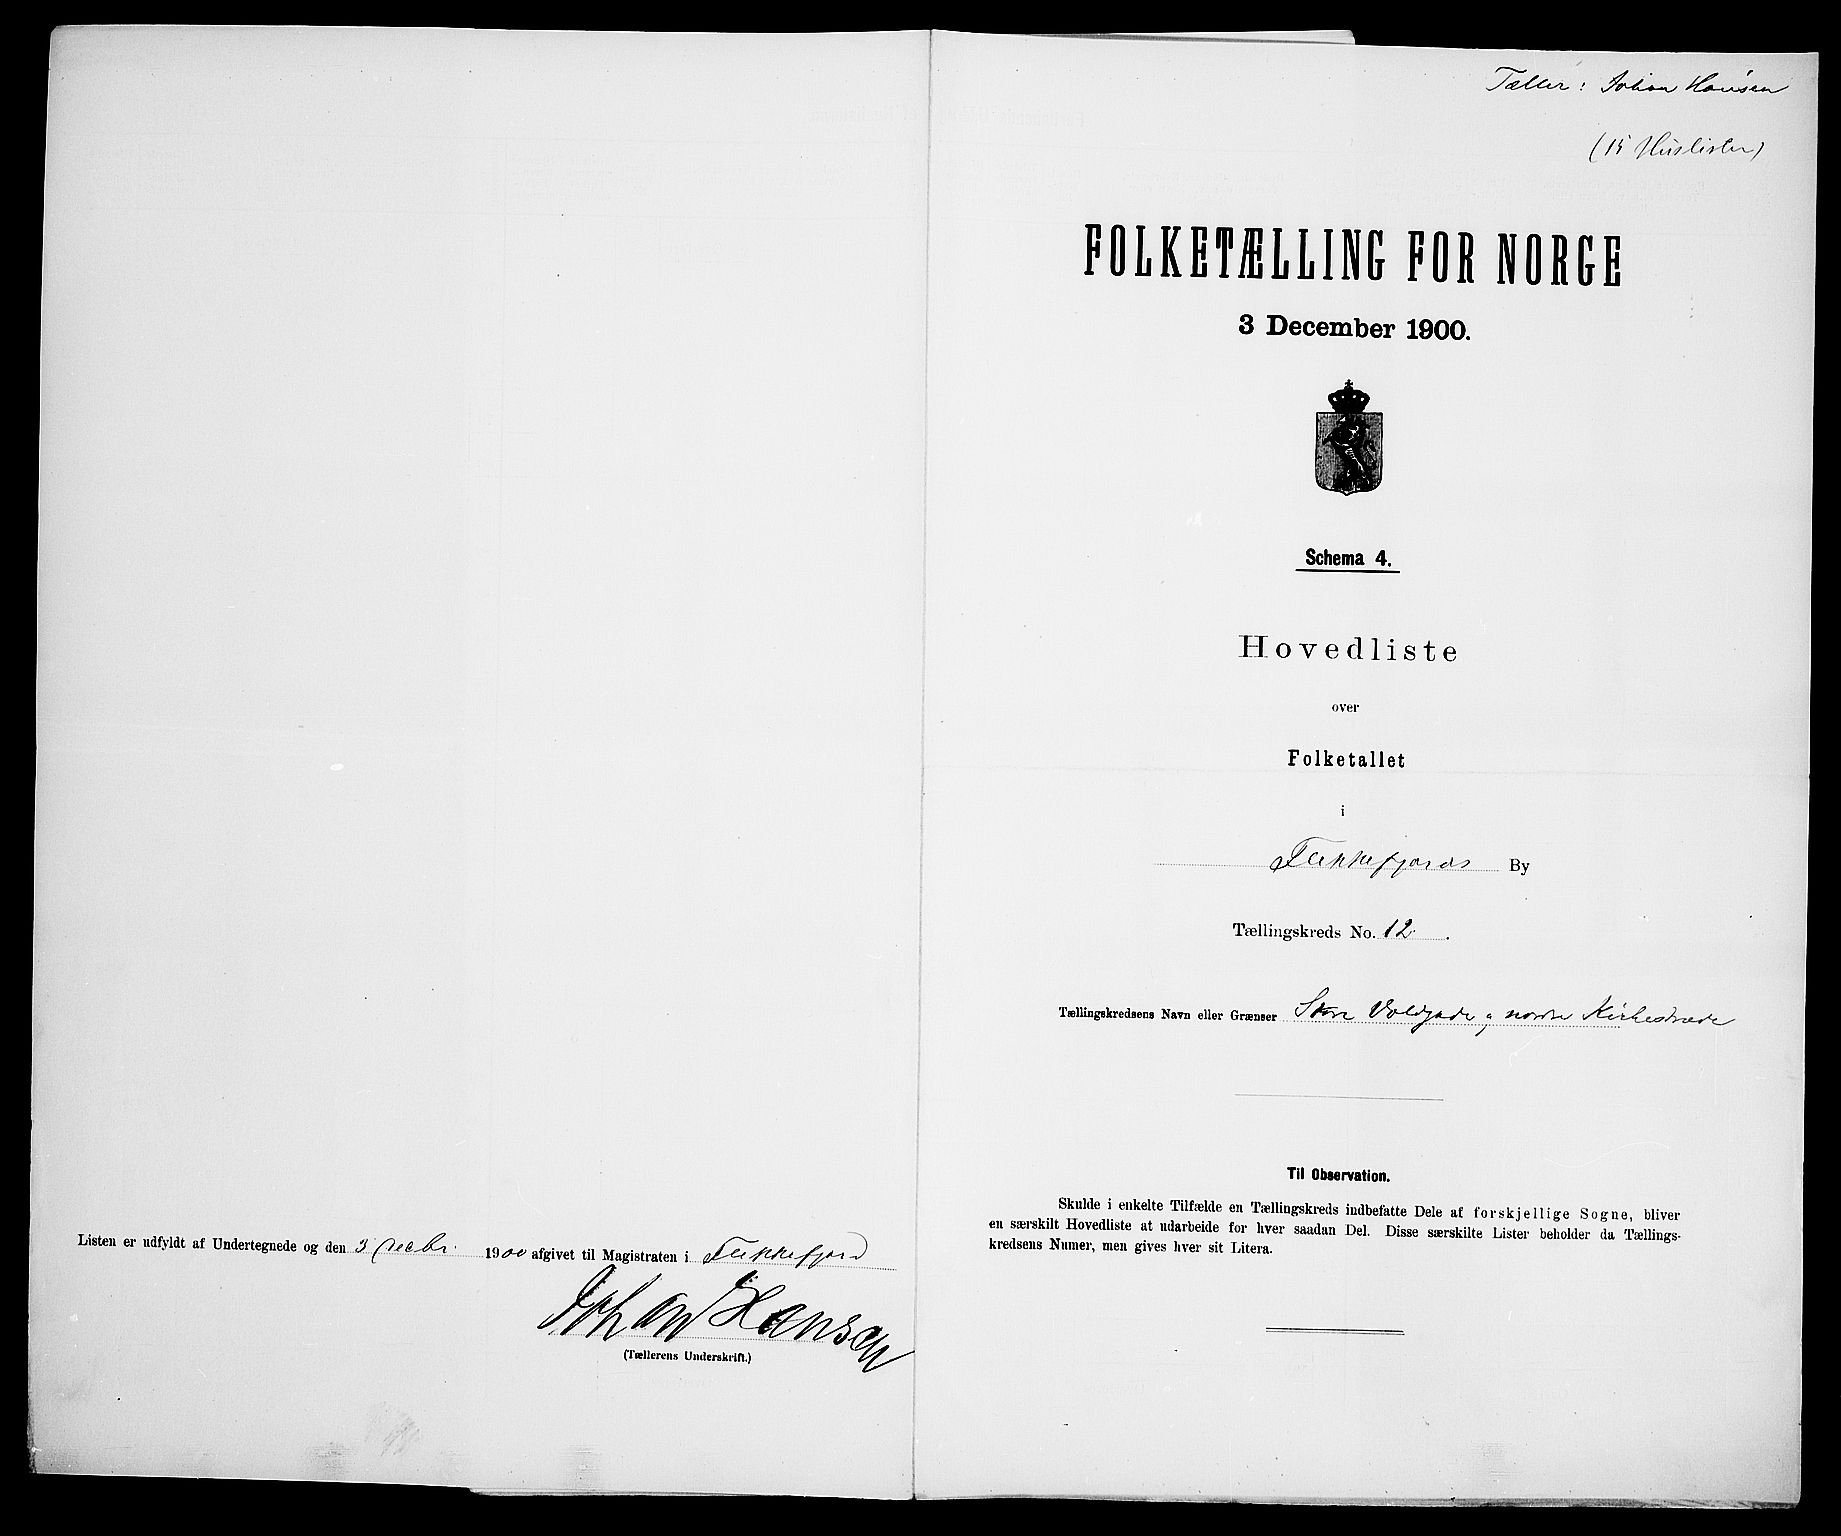 Listen er udfyldt af Undertegnede og den 3 Decbr. 1900 afgivet til Magistraten i Flekkefjord
Johan Hansen
(Tællerens Underskrift.)
Tæller: Johan Hansen
(15 Huslister)
FOLKETÆLLING FOR NORGE
3 December 1900.
Schema 4.
Hovedliste
over
Folketallet
i
Flekkefjords By
Tællingskreds No. 12.
Tællingskredsens Navn eller Grænser Store Voldgade, nordre Kirkestræde
Til Observation.
Skulde i enkelte Tilfælde en Tællingskreds indbefatte Dele af forskjellige Sogne, bliver
en særskilt Hovedliste at udarbeide for hver saadan Del. Disse særskilte Lister beholder da Tællings-
kredsens Numer, men gives hver sit Litera.